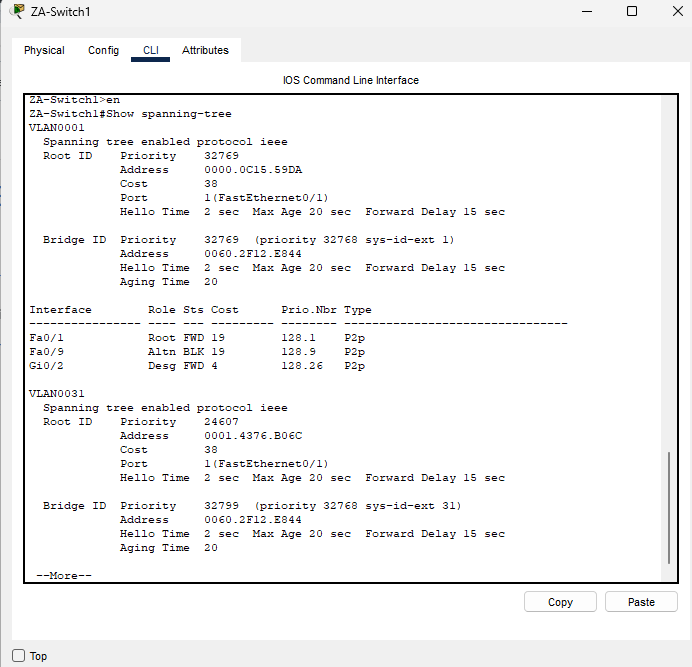 ZA-Switch1
Physical Config CLI Attributes
IOS Command Line Interface
ZA-Switch1>en
ZA-Switch1#Show spanning-tree
VLAN0001
  Spanning tree enabled protocol ieee
  Root ID    Priority    32769
             Address     0000.0C15.59DA
             Cost        38
             Port        1(FastEthernet0/1)
             Hello Time  2 sec  Max Age 20 sec  Forward Delay 15 sec
  Bridge ID  Priority    32769  (priority 32768 sys-id-ext 1)
             Address     0060.2F12.E844
             Hello Time  2 sec  Max Age 20 sec  Forward Delay 15 sec
             Aging Time  20
Interface        Role Sts Cost      Prio.Nbr Type
---------------- ---- --- --------- -------- --------------------------------
Fa0/1            Root FWD 19        128.1    P2p
Fa0/9            Altn BLK 19        128.9    P2p
Gi0/2            Desg FWD 4         128.26   P2p
VLAN0031
  Spanning tree enabled protocol ieee
  Root ID    Priority    24607
             Address     0001.4376.B06C
             Cost        38
             Port        1(FastEthernet0/1)
             Hello Time  2 sec  Max Age 20 sec  Forward Delay 15 sec
  Bridge ID  Priority    32799  (priority 32768 sys-id-ext 31)
             Address     0060.2F12.E844
             Hello Time  2 sec  Max Age 20 sec  Forward Delay 15 sec
             Aging Time  20
 --More--
Copy Paste
Top